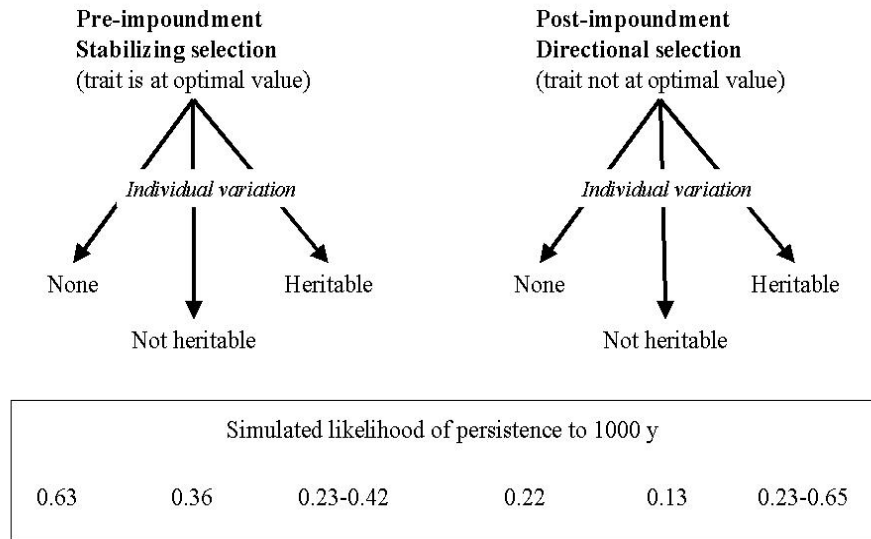 Pre-impoundment
Stabilizing selection
(trait is at optimal value)
Individual variation
None
Heritable
Not heritable
Post-impoundment
Directional selection
(trait not at optimal value)
Individual variation
None
Heritable
Not heritable
Simulated likelihood of persistence to 1000 y
0.63 0.36 0.23-0.42 0.22 0.13 0.23-0.65